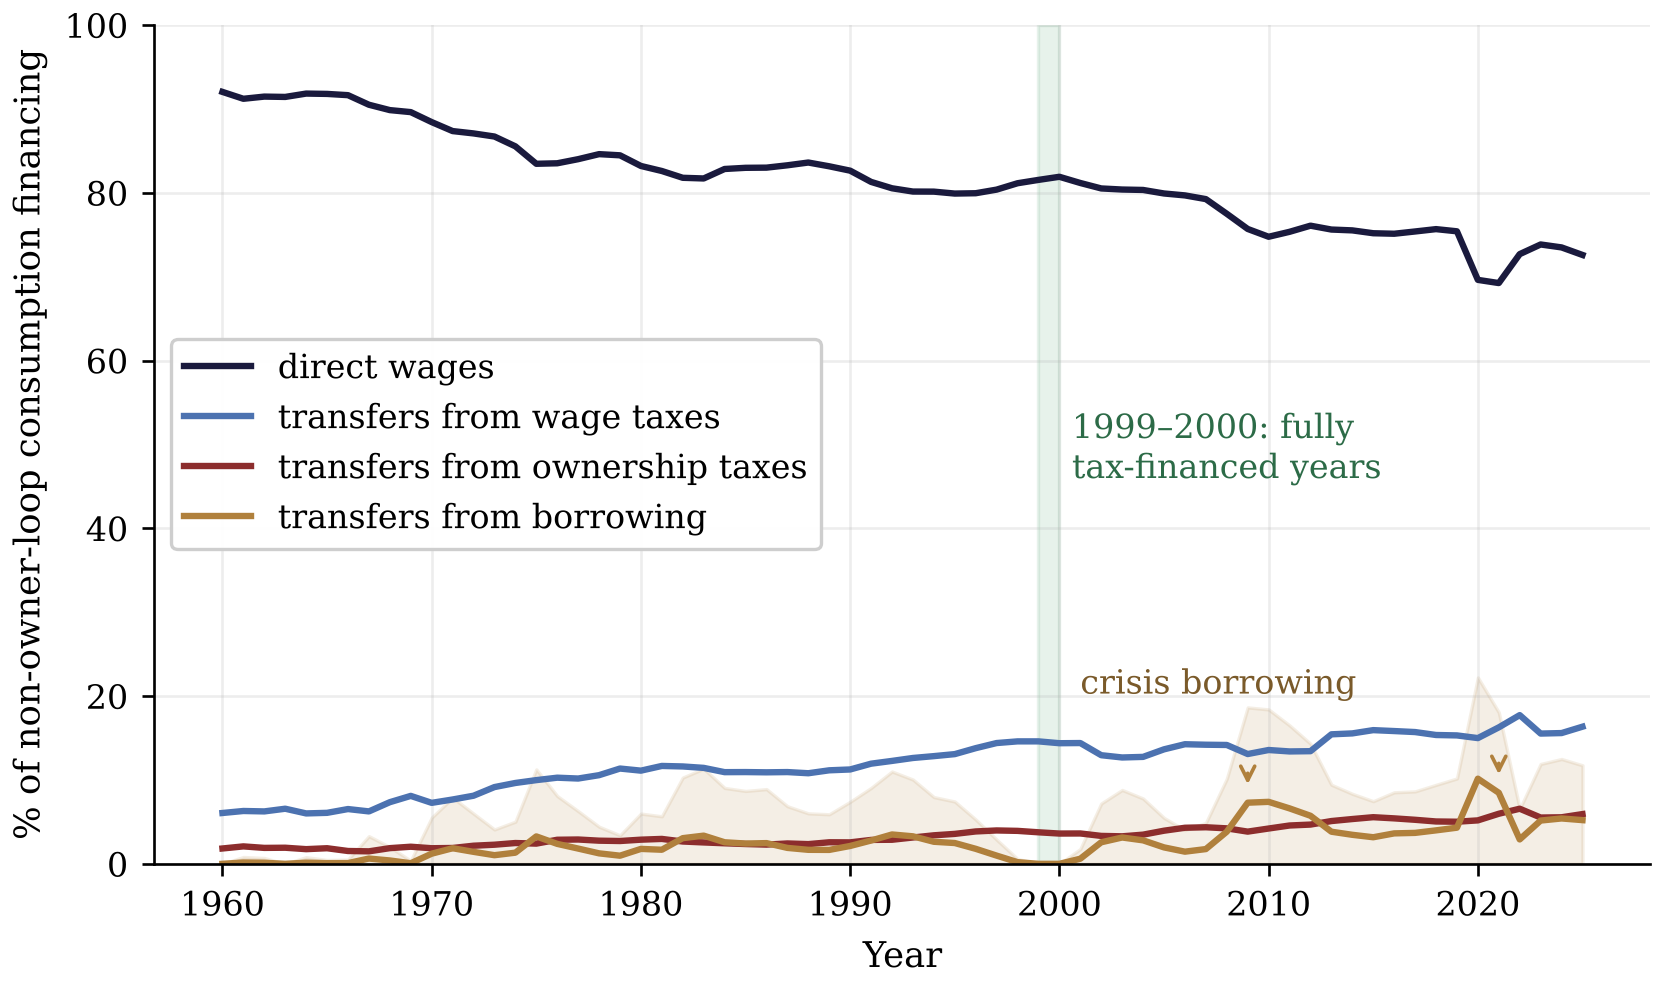 % of non-owner-loop consumption financing
100
80
60
40
20
0
direct wages
transfers from wage taxes
transfers from ownership taxes
transfers from borrowing
1999–2000: fully
tax-financed years
crisis borrowing
1960 1970 1980 1990 2000 2010 2020
Year